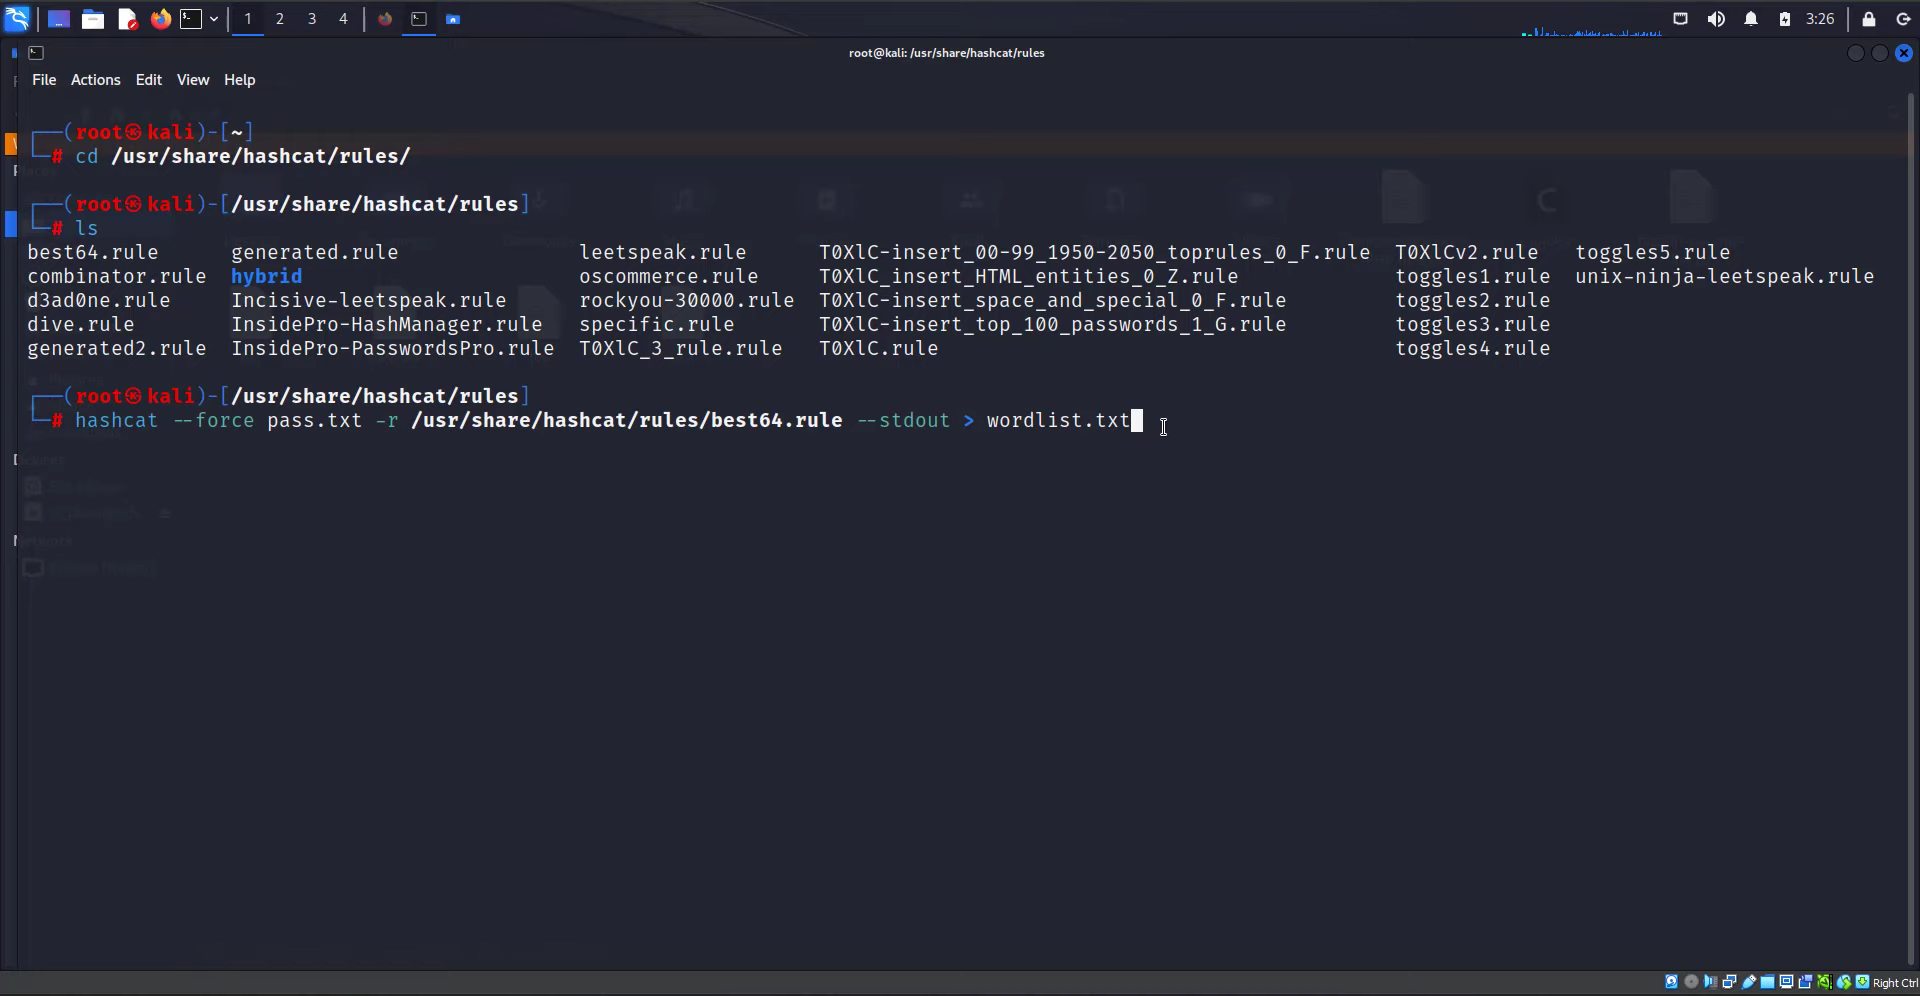 1 2 3 4
3:26
root@kali: /usr/share/hashcat/rules
File Actions Edit View Help
┌──(root㉿kali)-[~]
└─# cd /usr/share/hashcat/rules/
┌──(root㉿kali)-[/usr/share/hashcat/rules]
└─# ls
best64.rule generated.rule leetspeak.rule T0XlC-insert_00-99_1950-2050_toprules_0_F.rule T0XlCv2.rule toggles5.rule
combinator.rule hybrid oscommerce.rule T0XlC_insert_HTML_entities_0_Z.rule toggles1.rule unix-ninja-leetspeak.rule
d3ad0ne.rule Incisive-leetspeak.rule rockyou-30000.rule T0XlC-insert_space_and_special_0_F.rule toggles2.rule
dive.rule InsidePro-HashManager.rule specific.rule T0XlC-insert_top_100_passwords_1_G.rule toggles3.rule
generated2.rule InsidePro-PasswordsPro.rule T0XlC_3_rule.rule T0XlC.rule toggles4.rule
┌──(root㉿kali)-[/usr/share/hashcat/rules]
└─# hashcat --force pass.txt -r /usr/share/hashcat/rules/best64.rule --stdout > wordlist.txt
Right Ctrl